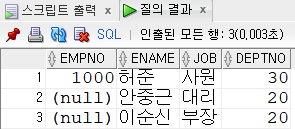 스크립트 출력 × 질의 결과 ×
SQL | 인출된 모든 행: 3(0,003초)
EMPNO ENAME JOB DEPTNO
1 1000 허준 사원 30
2 (null) 안중근 대리 20
3 (null) 이순신 부장 20